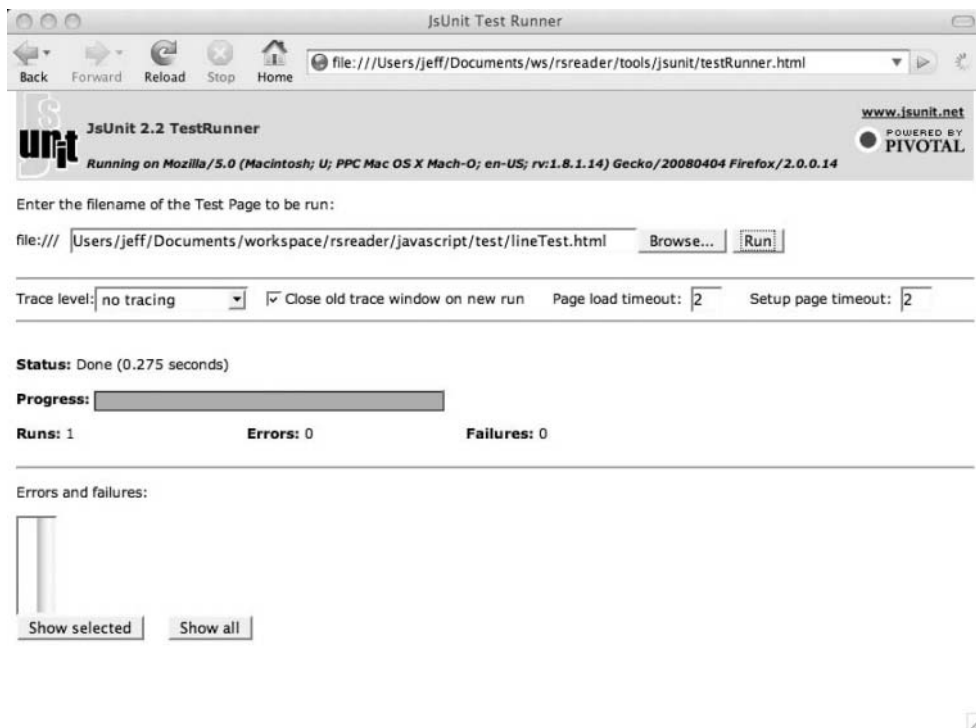 JsUnit Test Runner
Back Forward Reload Stop Home file:///Users/jeff/Documents/ws/rsreader/tools/jsunit/testRunner.html
Js unit
JsUnit 2.2 TestRunner
www.jsunit.net
POWERED BY
PIVOTAL
Running on Mozilla/5.0 (Macintosh; U; PPC Mac OS X Mach-O; en-US; rv:1.8.1.14) Gecko/20080404 Firefox/2.0.0.14
Enter the filename of the Test Page to be run:
file:/// Users/jeff/Documents/workspace/rsreader/javascript/test/lineTest.html Browse... Run
Trace level: no tracing Close old trace window on new run Page load timeout: 2 Setup page timeout: 2
Status: Done (0.275 seconds)
Progress:
Runs: 1 Errors: 0 Failures: 0
Errors and failures:
Show selected Show all